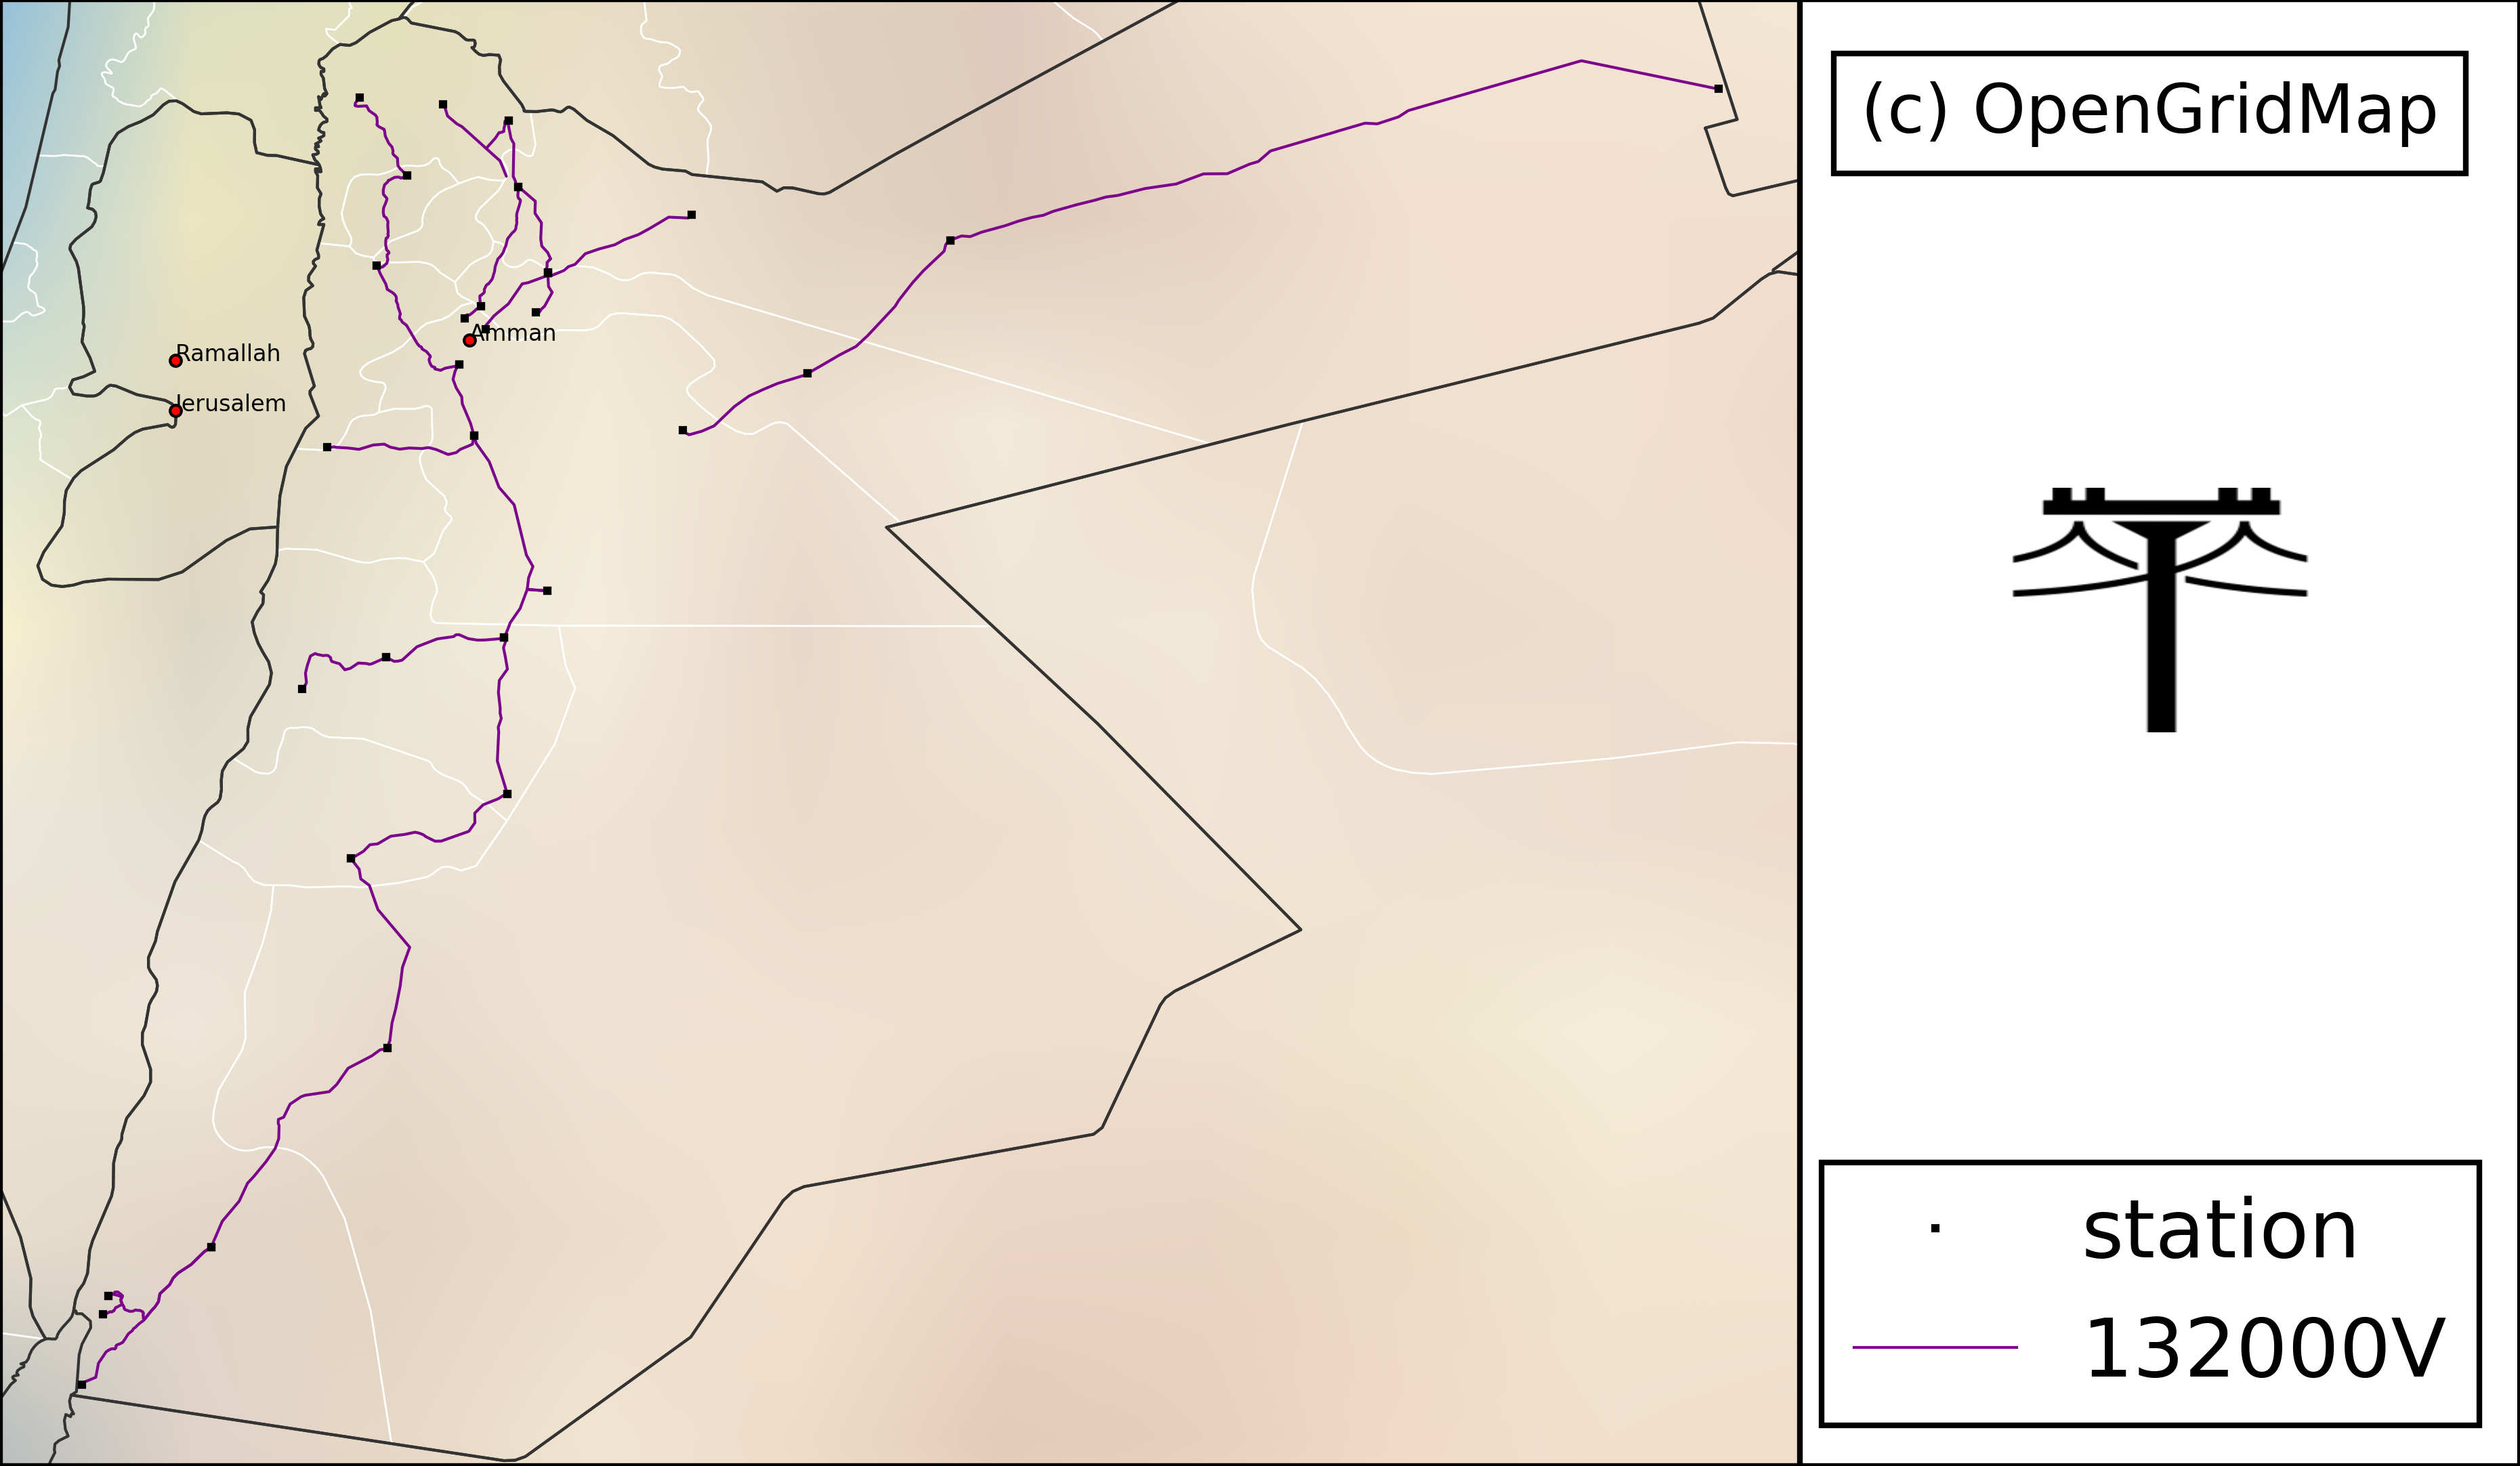 (c) OpenGridMap
Amman
Ramallah
Jerusalem
station
132000V